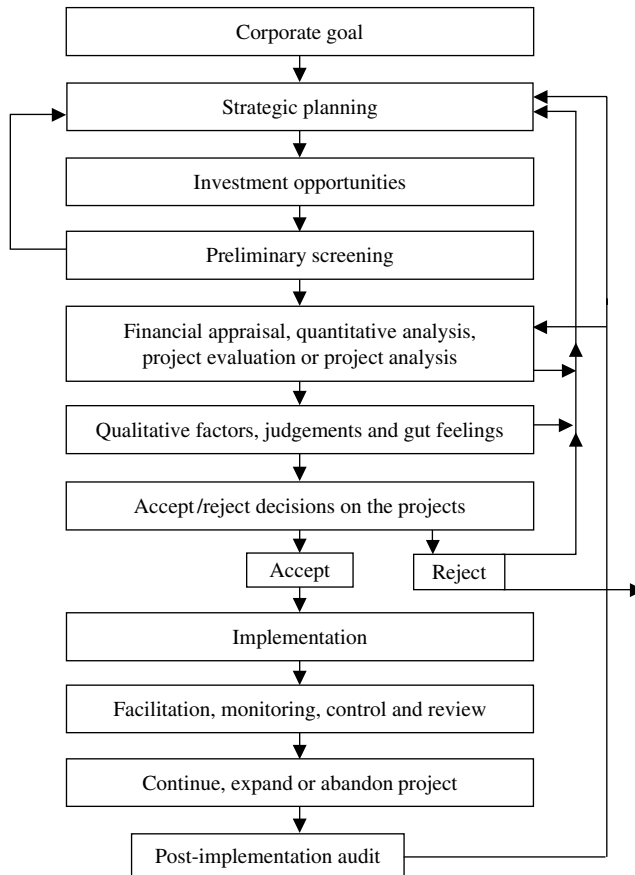 Corporate goal
Strategic planning
Investment opportunities
Preliminary screening
Financial appraisal, quantitative analysis,
project evaluation or project analysis
Qualitative factors, judgements and gut feelings
Accept/reject decisions on the projects
Accept
Reject
Implementation
Facilitation, monitoring, control and review
Continue, expand or abandon project
Post-implementation audit